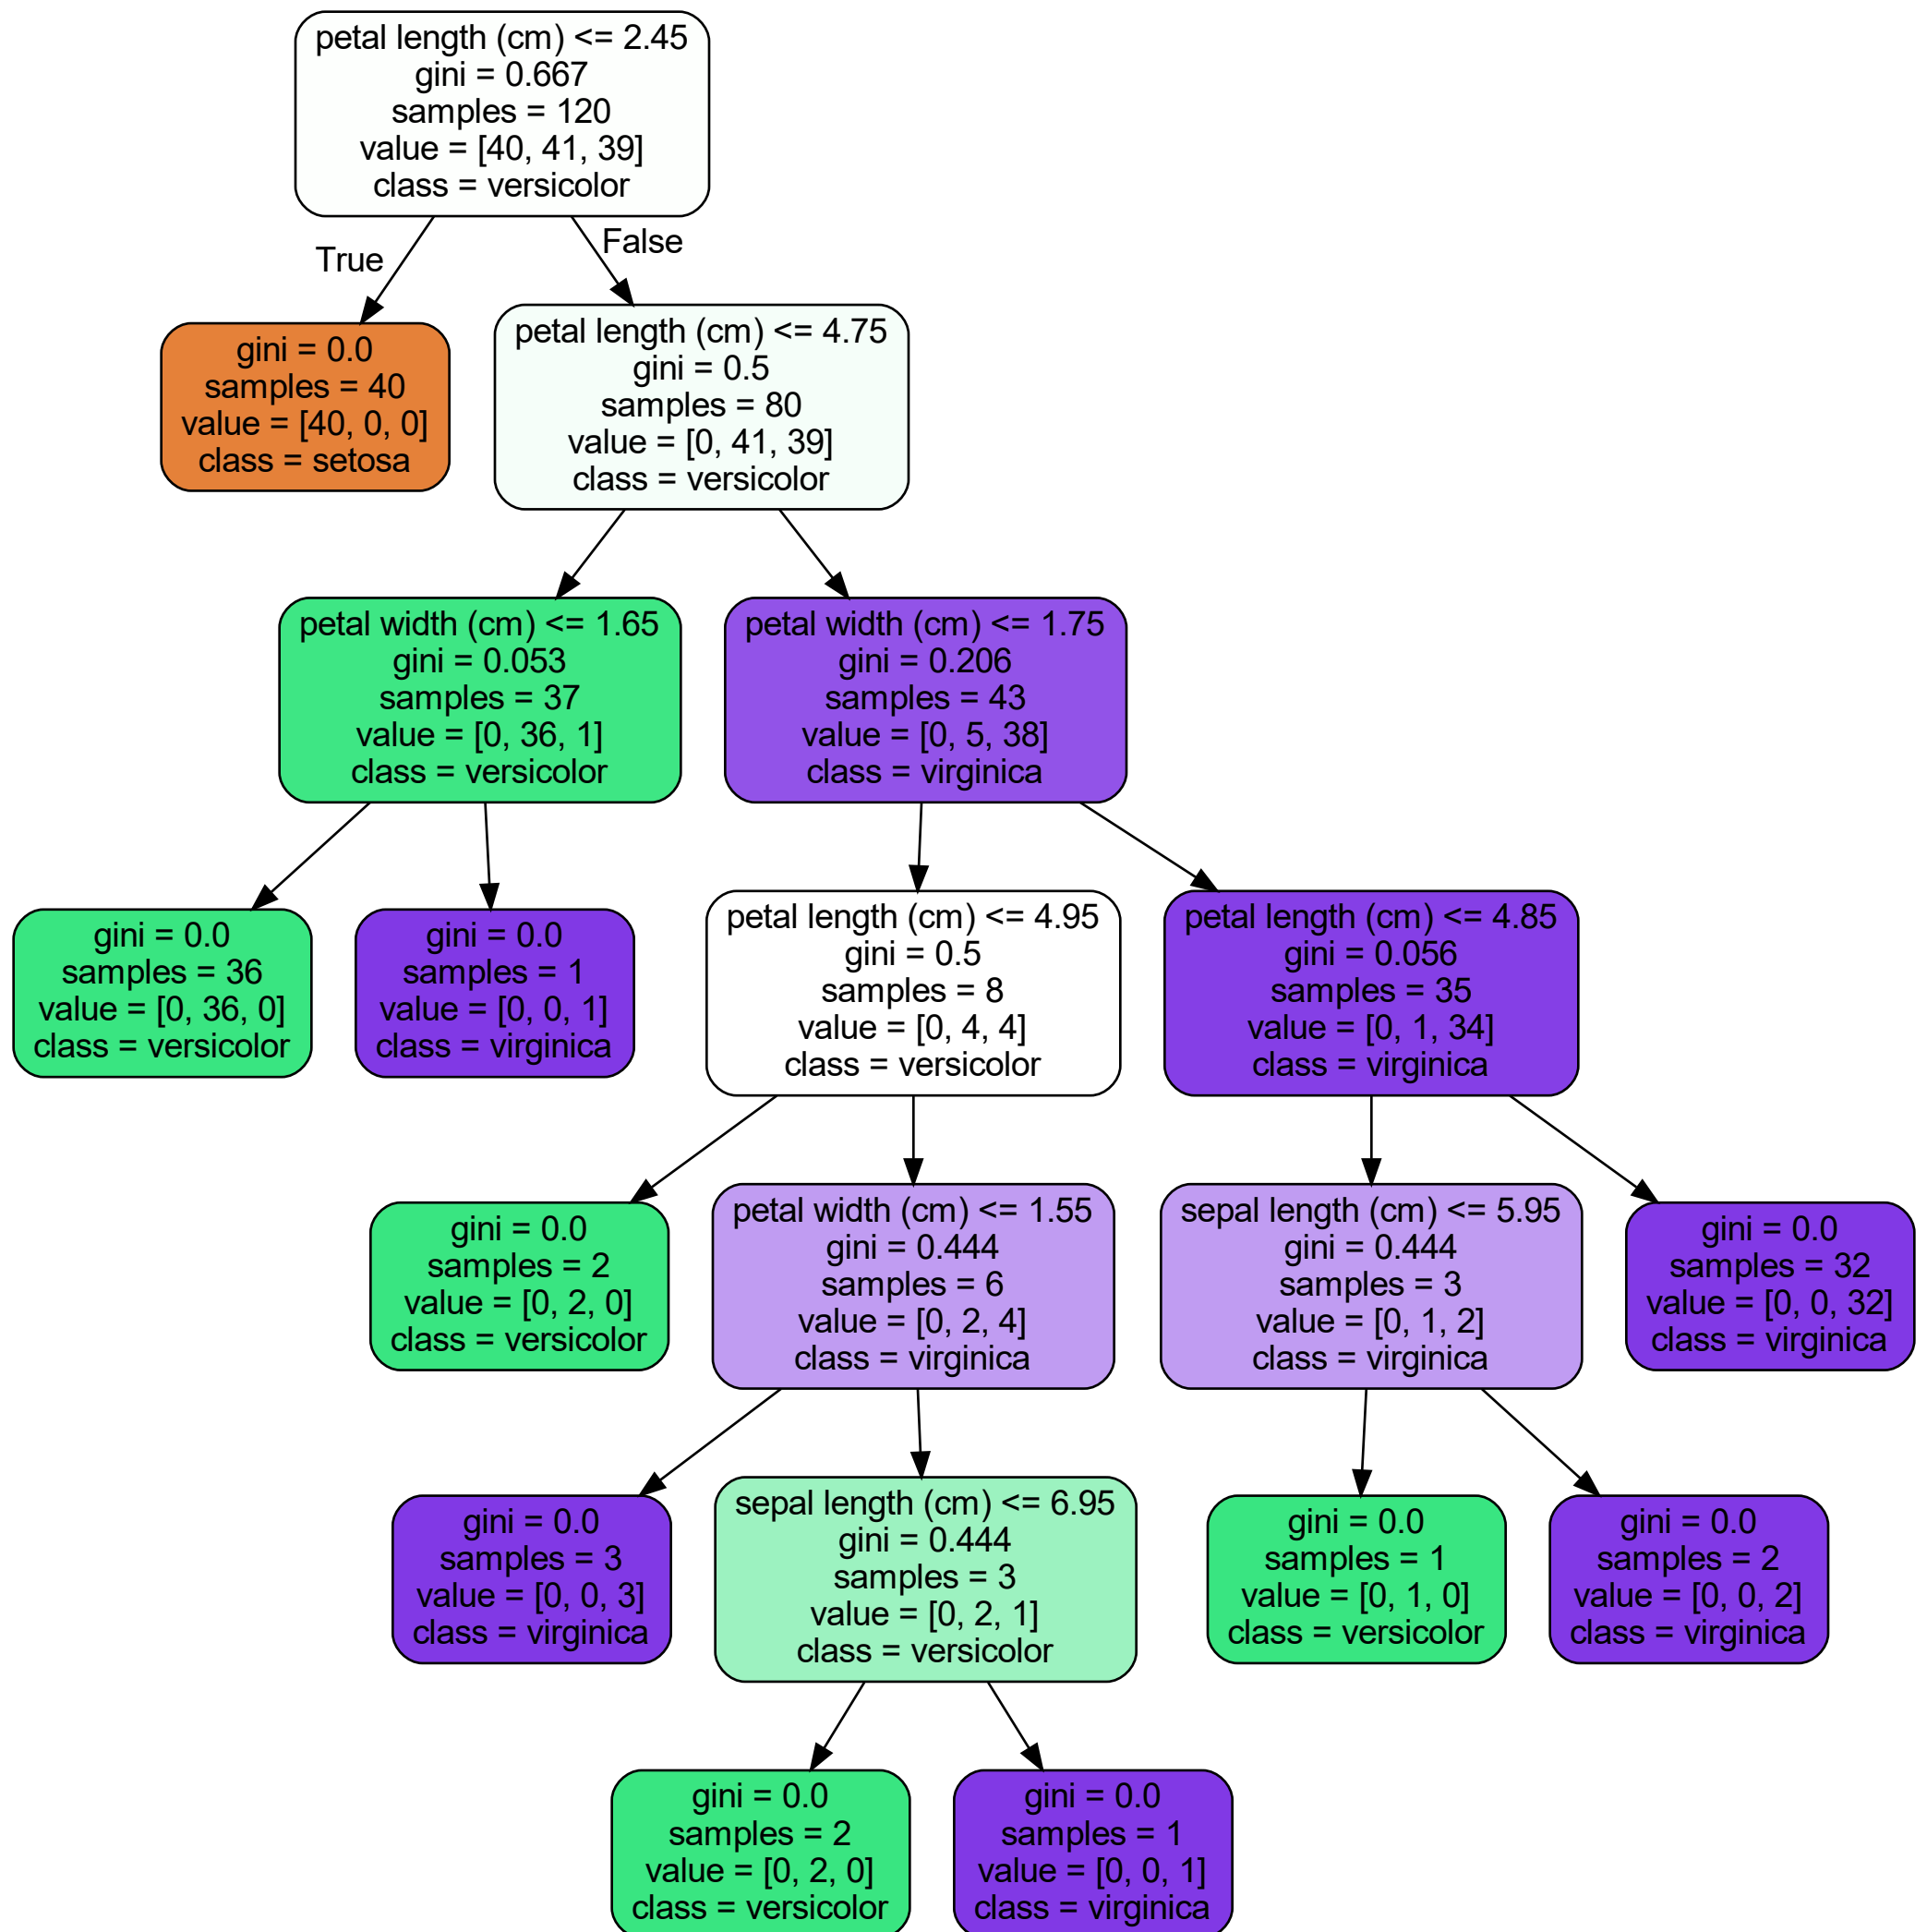 petal length (cm) <= 2.45
gini = 0.667
samples = 120
value = [40, 41, 39]
class = versicolor
True
False
gini = 0.0
samples = 40
value = [40, 0, 0]
class = setosa
petal length (cm) <= 4.75
gini = 0.5
samples = 80
value = [0, 41, 39]
class = versicolor
petal width (cm) <= 1.65
gini = 0.053
samples = 37
value = [0, 36, 1]
class = versicolor
petal width (cm) <= 1.75
gini = 0.206
samples = 43
value = [0, 5, 38]
class = virginica
gini = 0.0
samples = 36
value = [0, 36, 0]
class = versicolor
gini = 0.0
samples = 1
value = [0, 0, 1]
class = virginica
petal length (cm) <= 4.95
gini = 0.5
samples = 8
value = [0, 4, 4]
class = versicolor
petal length (cm) <= 4.85
gini = 0.056
samples = 35
value = [0, 1, 34]
class = virginica
gini = 0.0
samples = 2
value = [0, 2, 0]
class = versicolor
petal width (cm) <= 1.55
gini = 0.444
samples = 6
value = [0, 2, 4]
class = virginica
sepal length (cm) <= 5.95
gini = 0.444
samples = 3
value = [0, 1, 2]
class = virginica
gini = 0.0
samples = 32
value = [0, 0, 32]
class = virginica
gini = 0.0
samples = 3
value = [0, 0, 3]
class = virginica
sepal length (cm) <= 6.95
gini = 0.444
samples = 3
value = [0, 2, 1]
class = versicolor
gini = 0.0
samples = 1
value = [0, 1, 0]
class = versicolor
gini = 0.0
samples = 2
value = [0, 0, 2]
class = virginica
gini = 0.0
samples = 2
value = [0, 2, 0]
class = versicolor
gini = 0.0
samples = 1
value = [0, 0, 1]
class = virginica